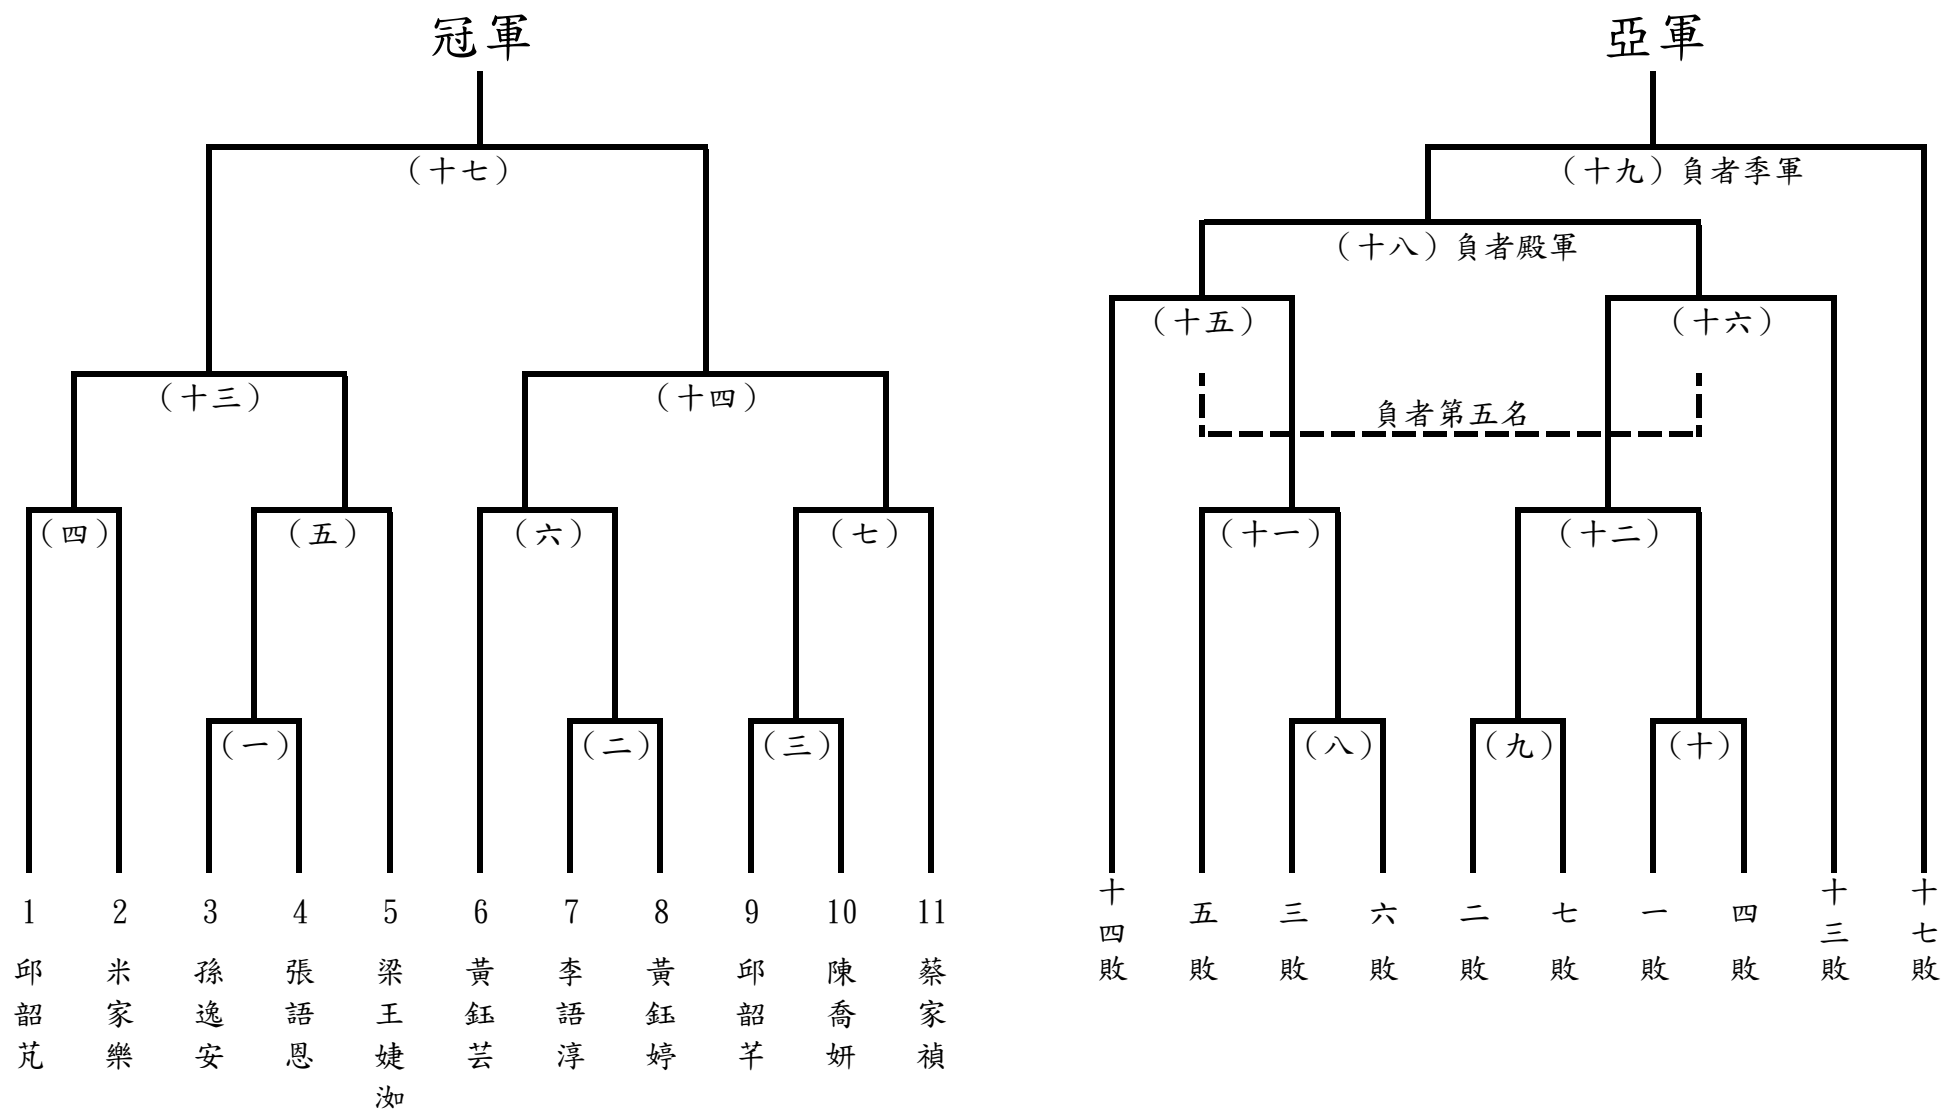 冠軍
亞軍
（十七）
（十九）負者季軍
（十八）負者殿軍
（十五）
（十六）
（十三）
（十四）
負者第五名
（四）
（五）
（六）
（七）
（十一）
（十二）
（一）
（二）
（三）
（八）
（九）
（十）
1 邱韶芃
2 米家樂
3 孫逸安
4 張語恩
5 梁王婕洳
6 黃鈺芸
7 李語淳
8 黃鈺婷
9 邱韶芊
10 陳喬妍
11 蔡家禎
十四敗
五敗
三敗
六敗
二敗
七敗
一敗
四敗
十三敗
十七敗